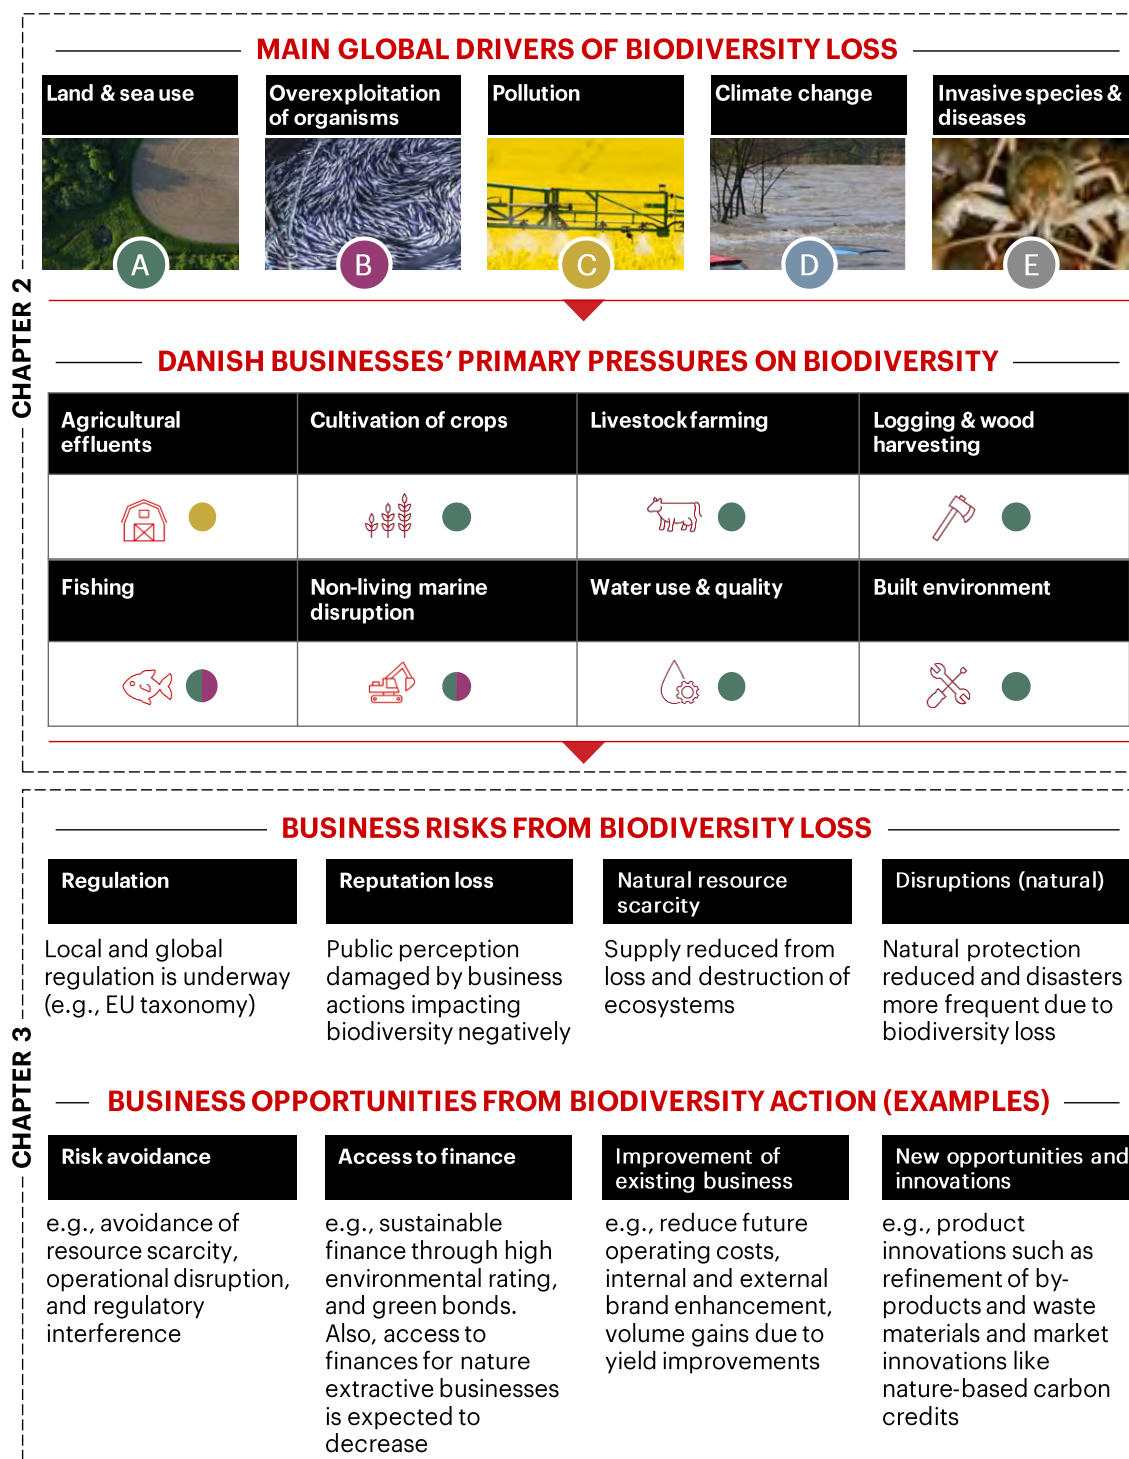 MAIN GLOBAL DRIVERS OF BIODIVERSITY LOSS
Land & sea use
Overexploitation
of organisms
Pollution
Climate change
Invasive species &
diseases
A
B
C
D
E
CHAPTER 2
DANISH BUSINESSES’ PRIMARY PRESSURES ON BIODIVERSITY
Agricultural
effluents
Cultivation of crops
Livestock farming
Logging & wood
harvesting
Fishing
Non-living marine
disruption
Water use & quality
Built environment
CHAPTER 3
BUSINESS RISKS FROM BIODIVERSITY LOSS
Regulation
Local and global
regulation is underway
(e.g., EU taxonomy)
Reputation loss
Public perception
damaged by business
actions impacting
biodiversity negatively
Natural resource
scarcity
Supply reduced from
loss and destruction of
ecosystems
Disruptions (natural)
Natural protection
reduced and disasters
more frequent due to
biodiversity loss
BUSINESS OPPORTUNITIES FROM BIODIVERSITY ACTION (EXAMPLES)
Risk avoidance
e.g., avoidance of
resource scarcity,
operational disruption,
and regulatory
interference
Access to finance
e.g., sustainable
finance through high
environmental rating,
and green bonds.
Also, access to
finances for nature
extractive businesses
is expected to
decrease
Improvement of
existing business
e.g., reduce future
operating costs,
internal and external
brand enhancement,
volume gains due to
yield improvements
New opportunities and
innovations
e.g., product
innovations such as
refinement of by-
products and waste
materials and market
innovations like
nature-based carbon
credits